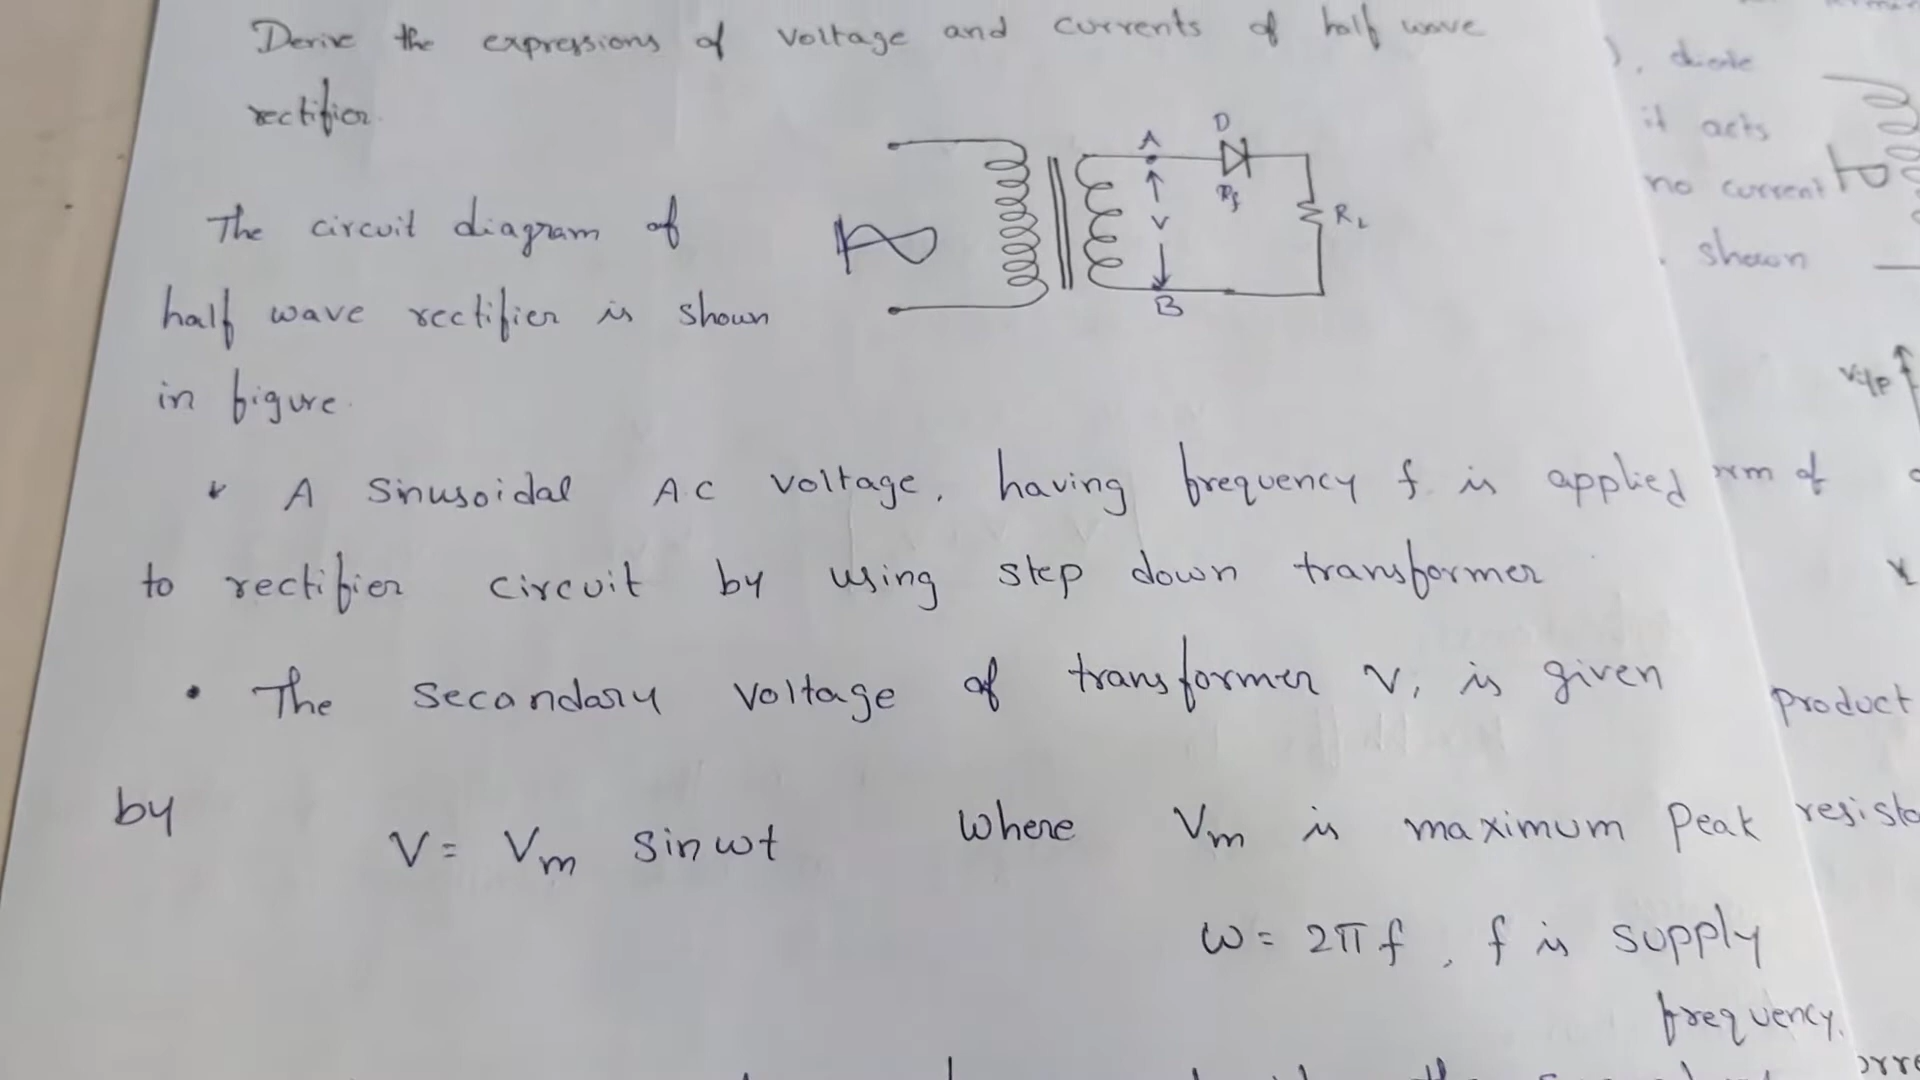 Derive the expressions of voltage and currents of half wave
rectifier.
The circuit diagram of
half wave rectifier is shown
in figure.
A
D
Rf
V
RL
B
A sinusoidal A.C voltage, having frequency f is applied
to rectifier circuit by using step down transformer
• The secondary voltage of transformer V, is given
by
V = Vm sin wt where Vm is maximum peak
ω = 2πf, f is supply
frequency.
diode
it acts
no current
shown
Vi/p
of
product